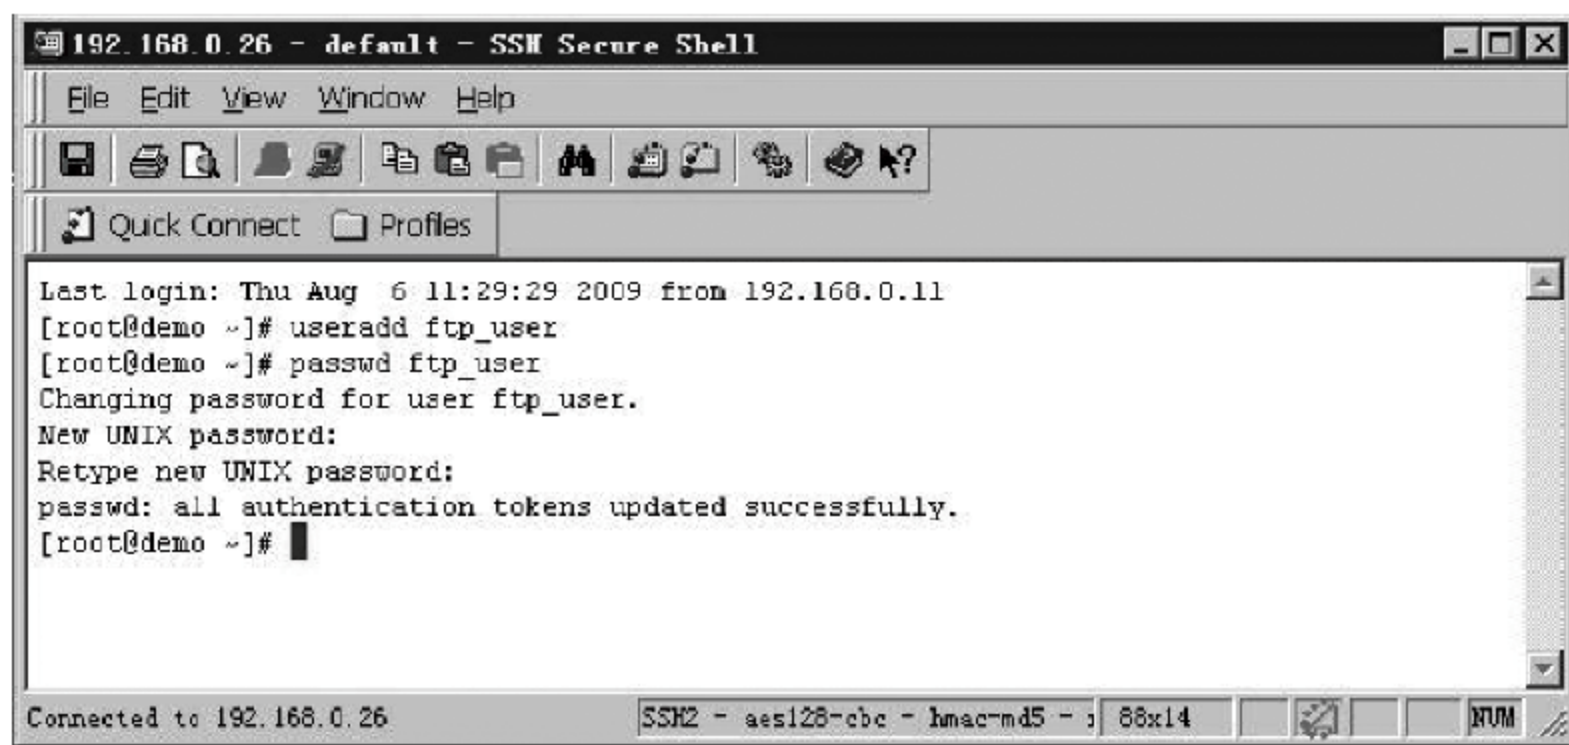 192.168.0.26 - default - SSH Secure Shell
File Edit View Window Help
Quick Connect Profiles
Last login: Thu Aug  6 11:29:29 2009 from 192.168.0.11
[root@demo ~]# useradd ftp_user
[root@demo ~]# passwd ftp_user
Changing password for user ftp_user.
New UNIX password:
Retype new UNIX password:
passwd: all authentication tokens updated successfully.
[root@demo ~]#
Connected to 192.168.0.26 SSH2 - aes128-cbc - hmac-md5 - 88x14 NUM